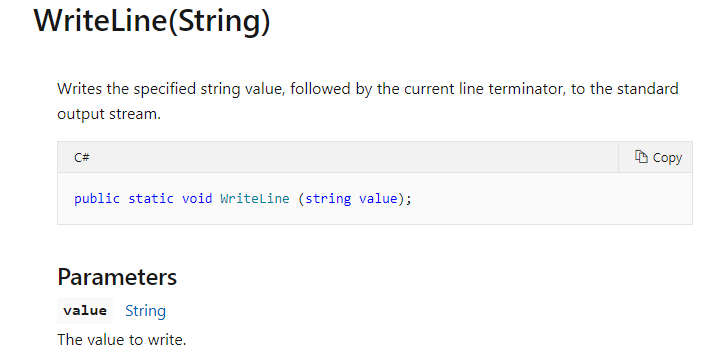 WriteLine(String)
Writes the specified string value, followed by the current line terminator, to the standard
output stream.
C#
Copy
public static void WriteLine (string value);
Parameters
value String
The value to write.